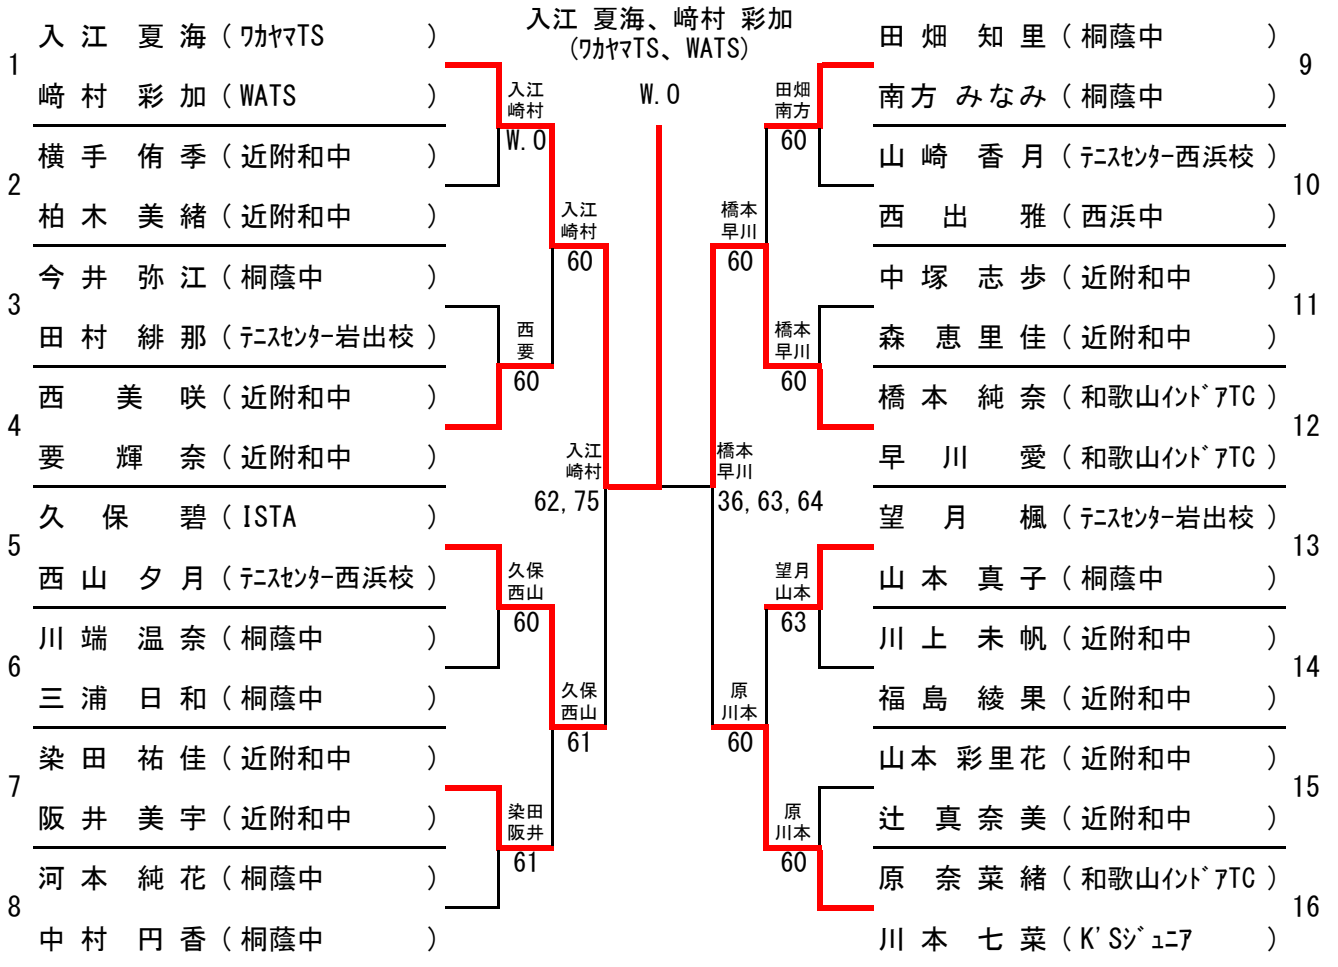 入江 夏海、﨑村 彩加
(ﾜｶﾔﾏTS、WATS)
W.O
1
入江 夏海 (ﾜｶﾔﾏTS)
﨑村 彩加 (WATS)
2
横手 侑季 (近附和中)
柏木 美緒 (近附和中)
3
今井 弥江 (桐蔭中)
田村 緋那 (ﾃﾆｽｾﾝﾀｰ岩出校)
4
西 美咲 (近附和中)
要 輝奈 (近附和中)
5
久保 碧 (ISTA)
西山 夕月 (ﾃﾆｽｾﾝﾀｰ西浜校)
6
川端 温奈 (桐蔭中)
三浦 日和 (桐蔭中)
7
染田 祐佳 (近附和中)
阪井 美宇 (近附和中)
8
河本 純花 (桐蔭中)
中村 円香 (桐蔭中)
入江
﨑村
W.O
西
要
60
久保
西山
60
染田
阪井
61
入江
﨑村
60
久保
西山
61
入江
﨑村
62,75
橋本
早川
36,63,64
橋本
早川
60
原
川本
60
田畑
南方
60
橋本
早川
60
望月
山本
63
原
川本
60
田畑 知里 (桐蔭中)
南方 みなみ (桐蔭中)
9
山崎 香月 (ﾃﾆｽｾﾝﾀｰ西浜校)
西出 雅 (西浜中)
10
中塚 志歩 (近附和中)
森 恵里佳 (近附和中)
11
橋本 純奈 (和歌山ｲﾝﾄﾞｱTC)
早川 愛 (和歌山ｲﾝﾄﾞｱTC)
12
望月 楓 (ﾃﾆｽｾﾝﾀｰ岩出校)
山本 真子 (桐蔭中)
13
川上 未帆 (近附和中)
福島 綾果 (近附和中)
14
山本 彩里花 (近附和中)
辻 真奈美 (近附和中)
15
原 奈菜緒 (和歌山ｲﾝﾄﾞｱTC)
川本 七菜 (K'Sｼﾞｭﾆｱ)
16